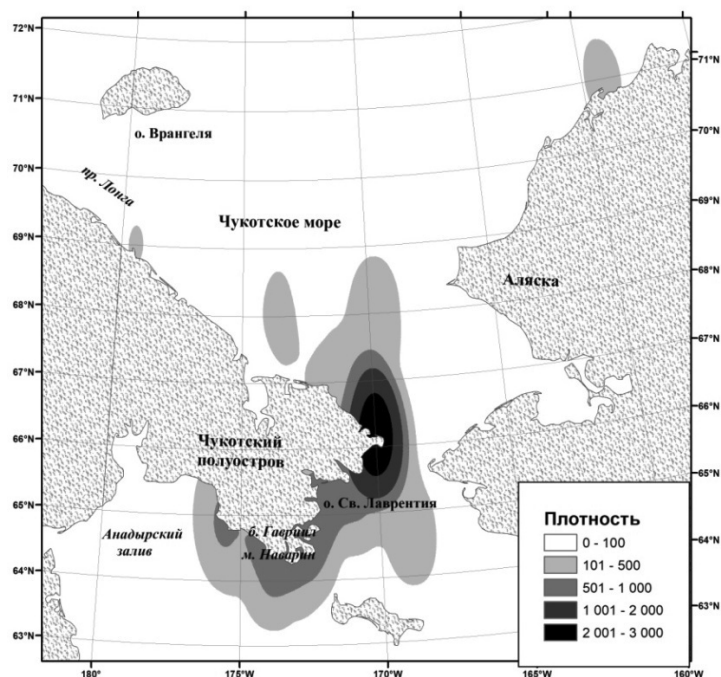 72°N
71°N
70°N
69°N
68°N
67°N
66°N
65°N
64°N
63°N
71°N
70°N
69°N
68°N
67°N
66°N
65°N
64°N
63°N
180°
175°W
170°W
165°W
160°W
о. Врангеля
пр. Лонга
Чукотское море
Аляска
Чукотский
полуостров
о. Св. Лаврентия
Анадырский
залив
б. Гавриил
м. Наварин
Плотность
0 - 100
101 - 500
501 - 1 000
1 001 - 2 000
2 001 - 3 000